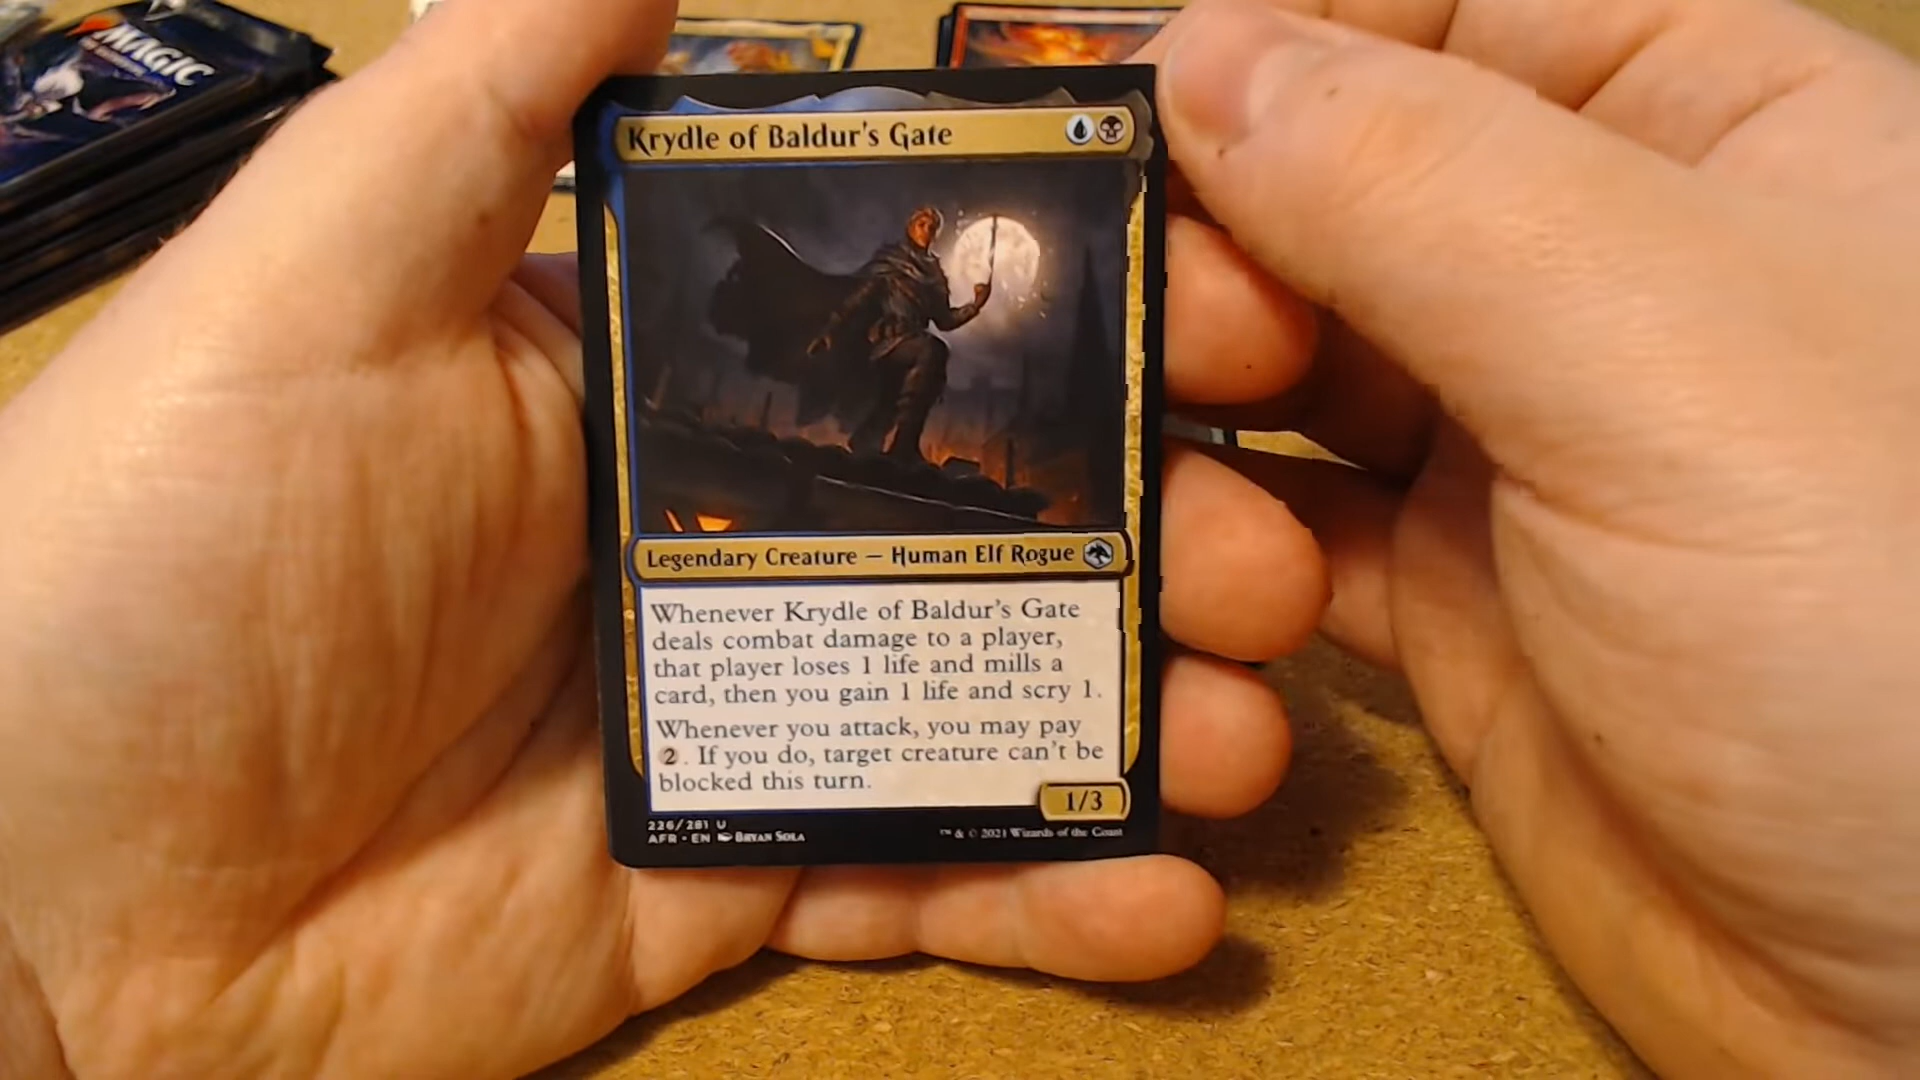 MAGIC
Krydle of Baldur's Gate
Legendary Creature — Human Elf Rogue
Whenever Krydle of Baldur's Gate
deals combat damage to a player,
that player loses 1 life and mills a
card, then you gain 1 life and scry 1.
Whenever you attack, you may pay
2. If you do, target creature can't be
blocked this turn.
1/3
226/281 U
AFR • EN Bryan Sola
™ & © 2021 Wizards of the Coast